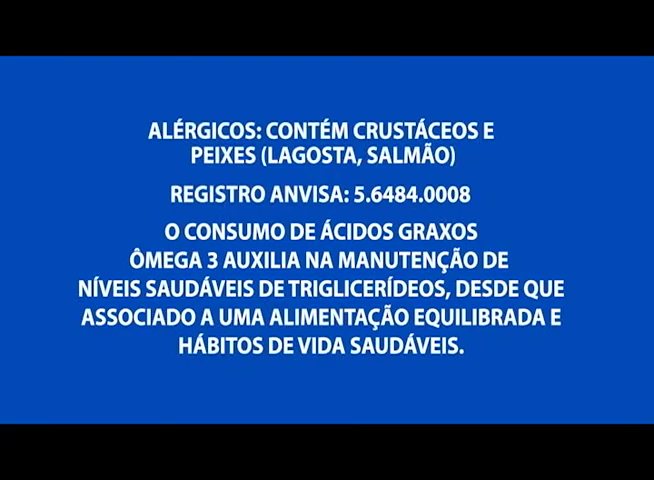 ALÉRGICOS: CONTÉM CRUSTÁCEOS E
PEIXES (LAGOSTA, SALMÃO)
REGISTRO ANVISA: 5.6484.0008
O CONSUMO DE ÁCIDOS GRAXOS
ÔMEGA 3 AUXILIA NA MANUTENÇÃO DE
NÍVEIS SAUDÁVEIS DE TRIGLICERÍDEOS, DESDE QUE
ASSOCIADO A UMA ALIMENTAÇÃO EQUILIBRADA E
HÁBITOS DE VIDA SAUDÁVEIS.